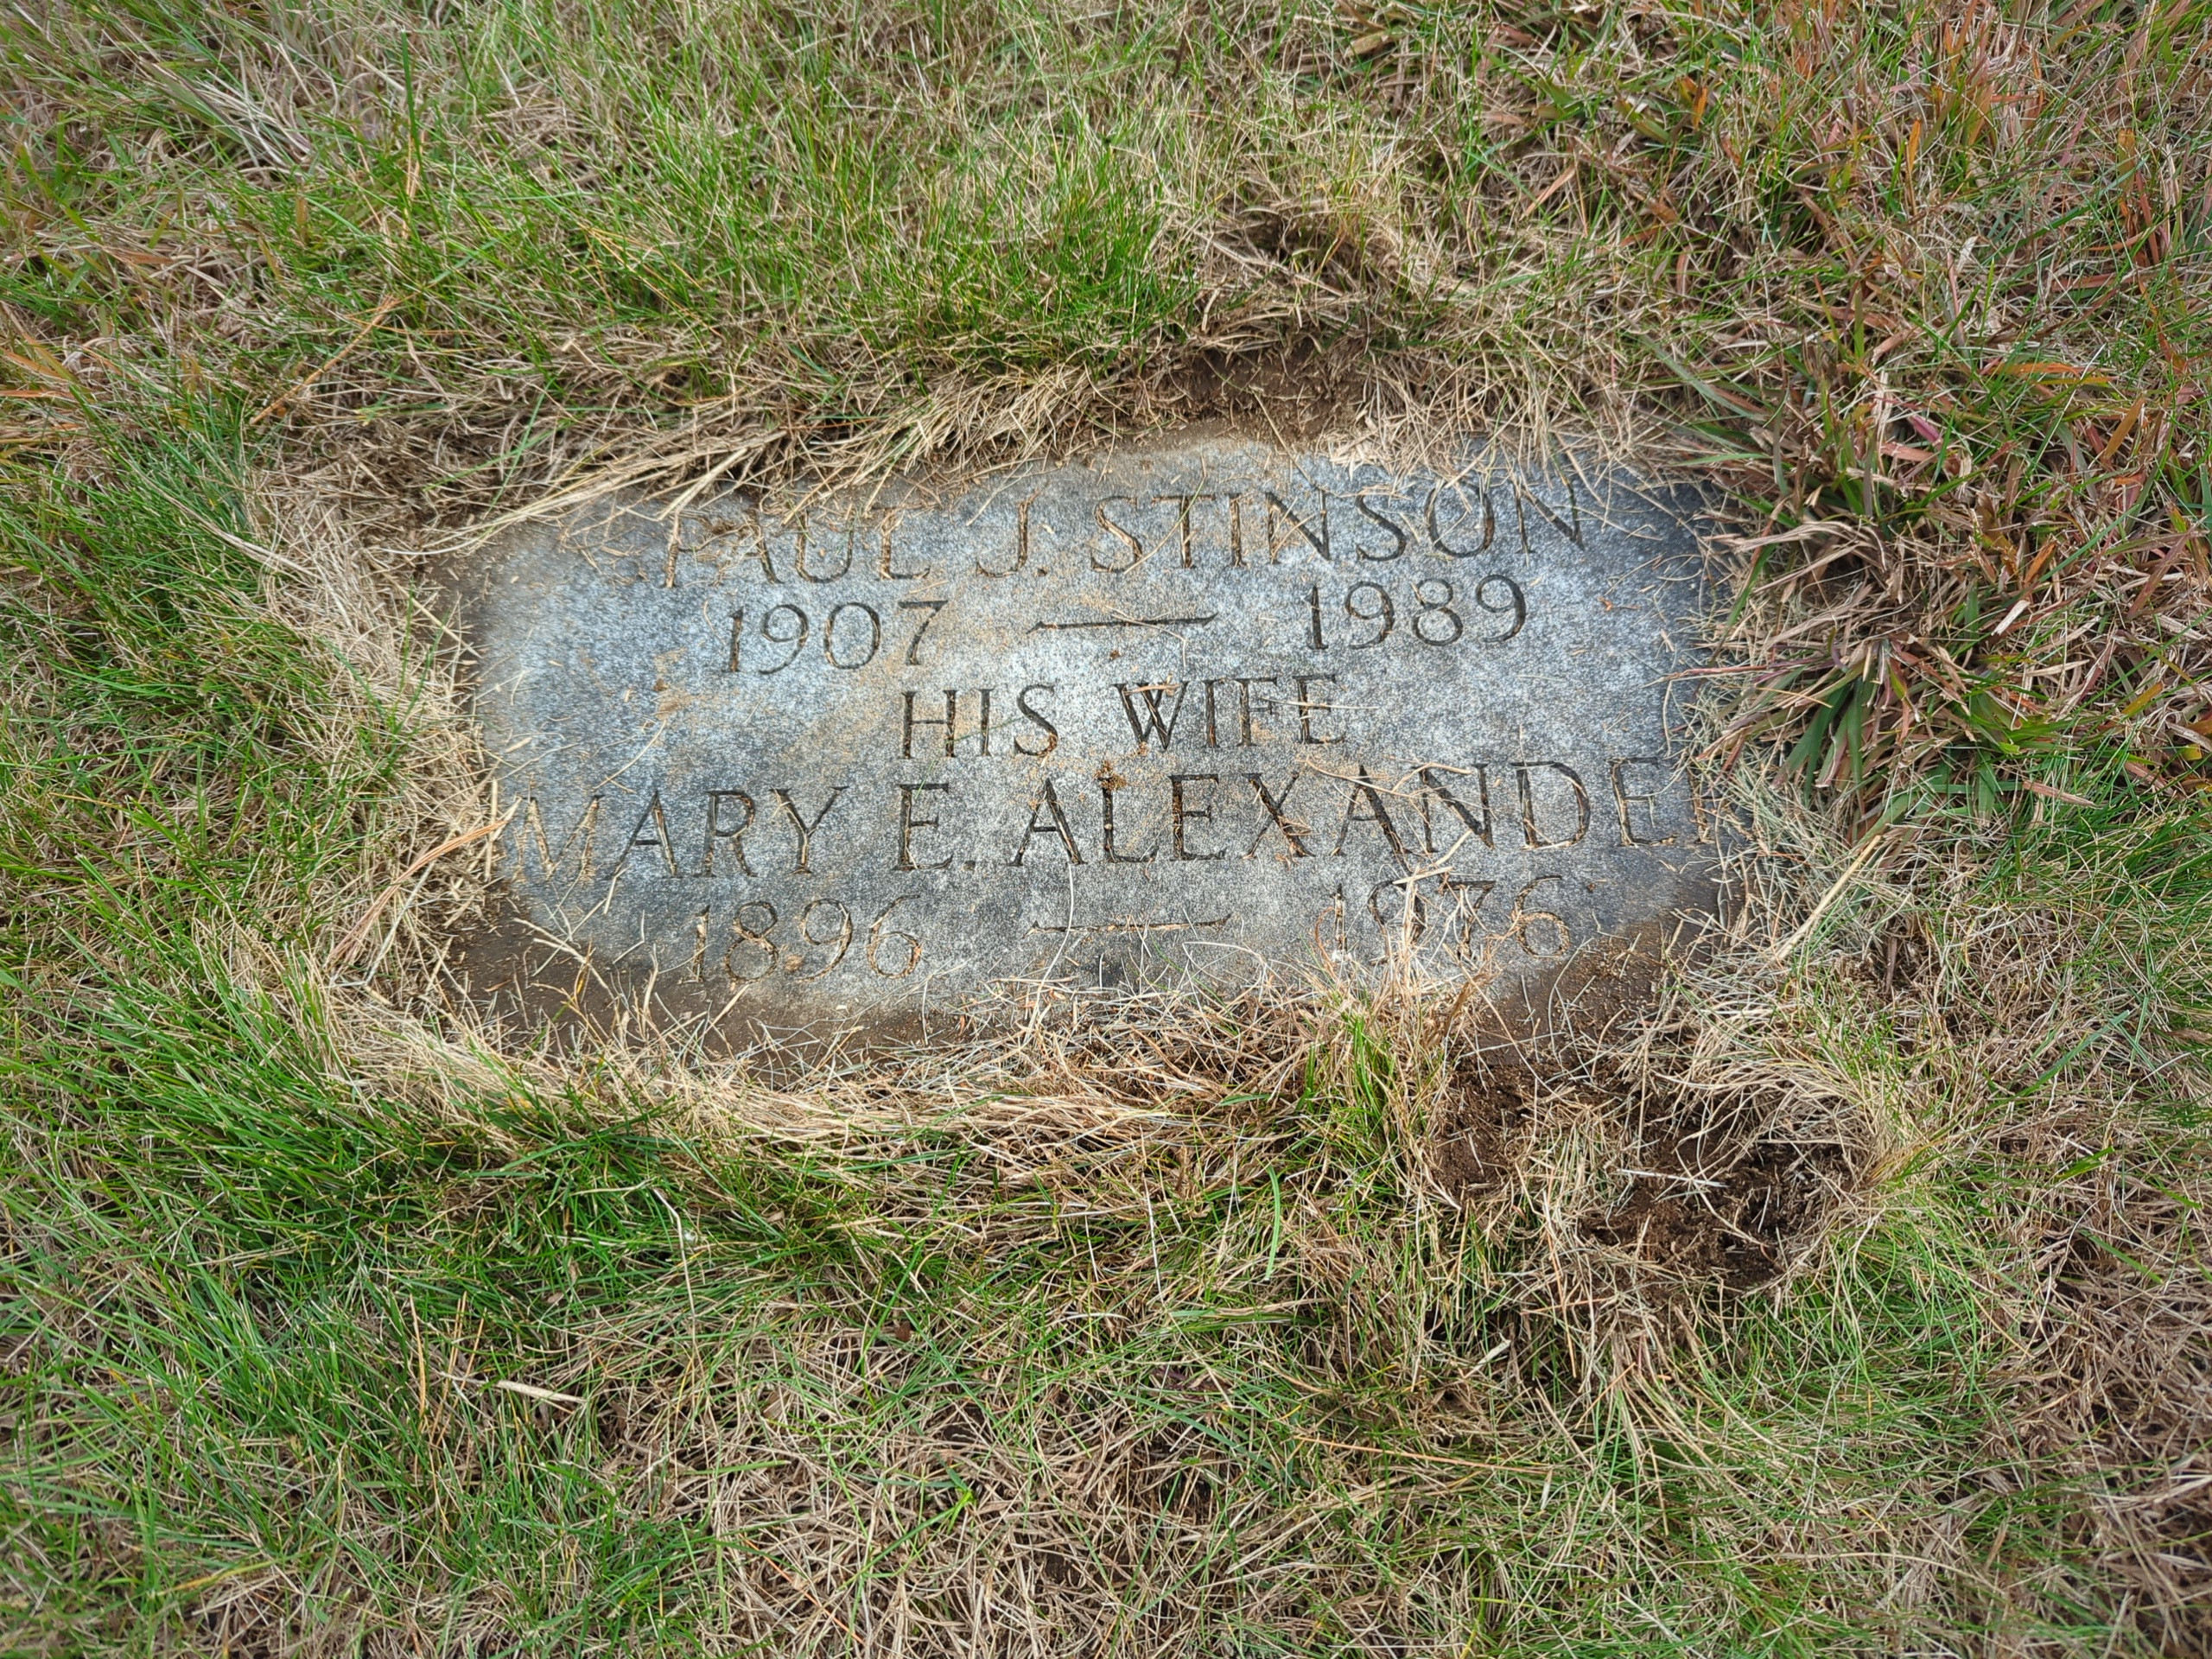 PAUL J. STINSON
1907 — 1989
HIS WIFE
MARY E. ALEXANDER
1896 — 1976